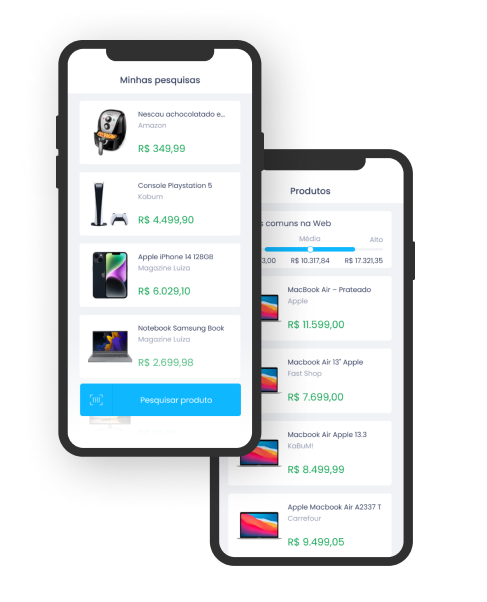 Minhas pesquisas
Nescau achocolatado e...
Amazon
R$ 349,99
Console Playstation 5
Kabum
R$ 4.499,90
Apple iPhone 14 128GB
Magazine Luiza
R$ 6.029,10
Notebook Samsung Book
Magazine Luiza
R$ 2.699,98
Pesquisar produto
Produtos
s comuns na Web
Média
Alto
3,00
R$ 10.317,84
R$ 17.321,35
MacBook Air – Prateado
Apple
R$ 11.599,00
Macbook Air 13" Apple
Fast Shop
R$ 7.699,00
Macbook Air Apple 13.3
KaBuM!
R$ 8.499,99
Apple Macbook Air A2337 T
Carrefour
R$ 9.499,05